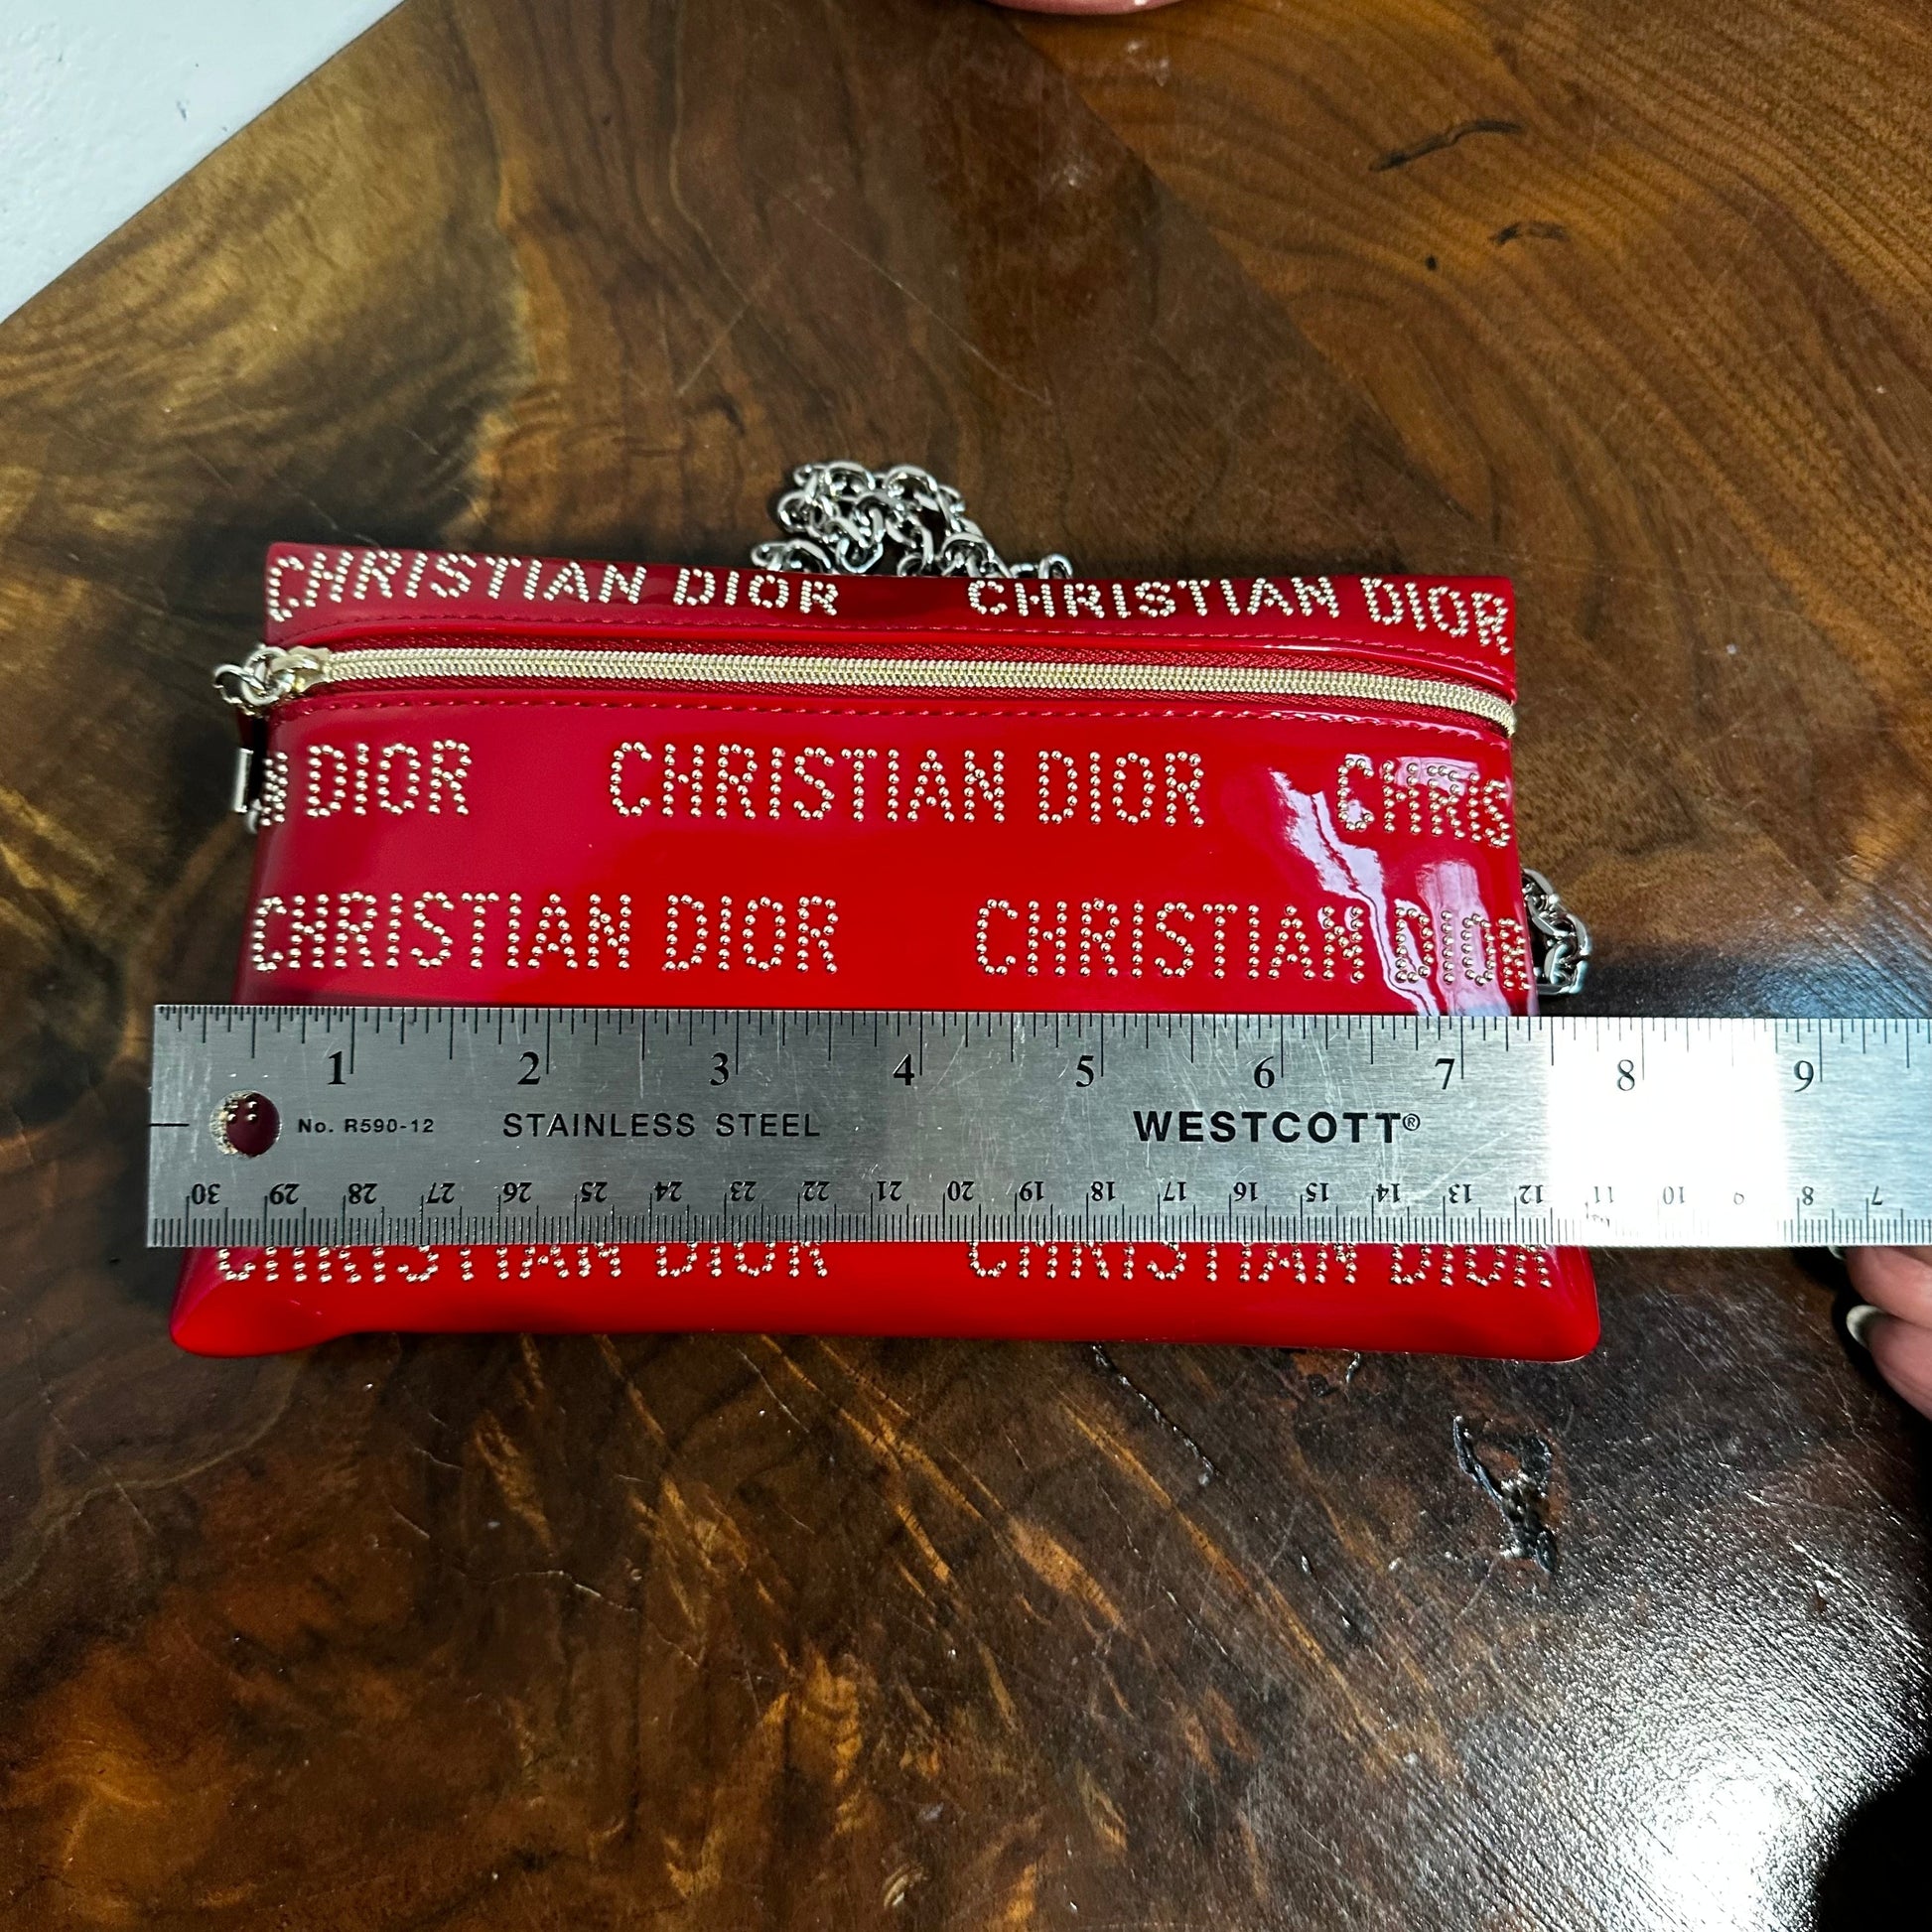 CHRISTIAN DIOR CHRISTIAN DIOR
N DIOR CHRISTIAN DIOR CHRIS
CHRISTIAN DIOR CHRISTIAN DIOR
1 2 3 4 5 6 7 8 9
No. R590-12 STAINLESS STEEL WESTCOTT®
30 29 28 27 26 25 24 23 22 21 20 19 18 17 16 15 14 13 12 11 10 9 8 7
CHRISTIAN DIOR CHRISTIAN DIOR